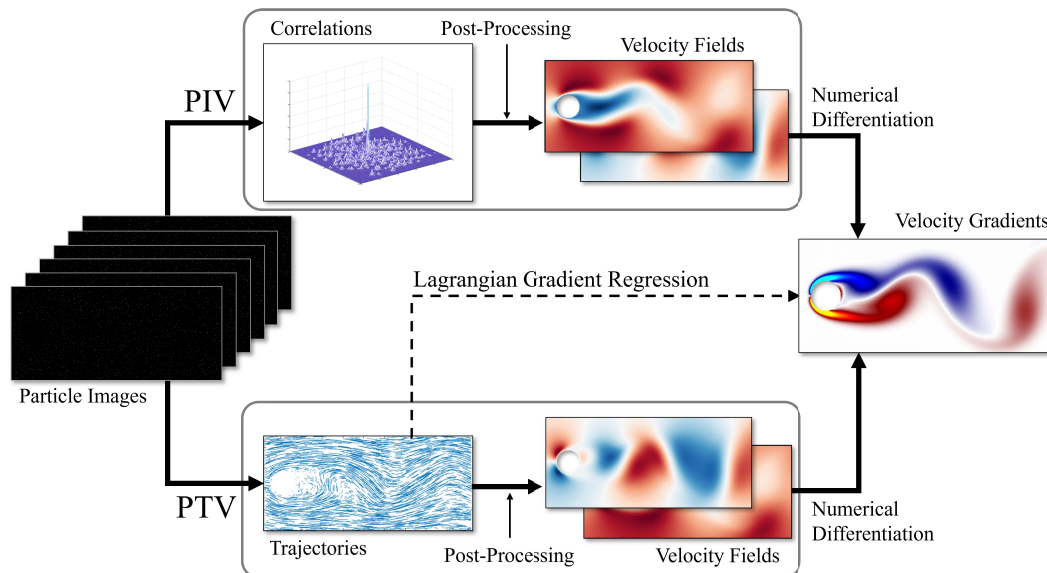 Correlations
Post-Processing
Velocity Fields
PIV
Numerical
Differentiation
Velocity Gradients
Lagrangian Gradient Regression
Particle Images
PTV
Trajectories
Post-Processing
Velocity Fields
Numerical
Differentiation